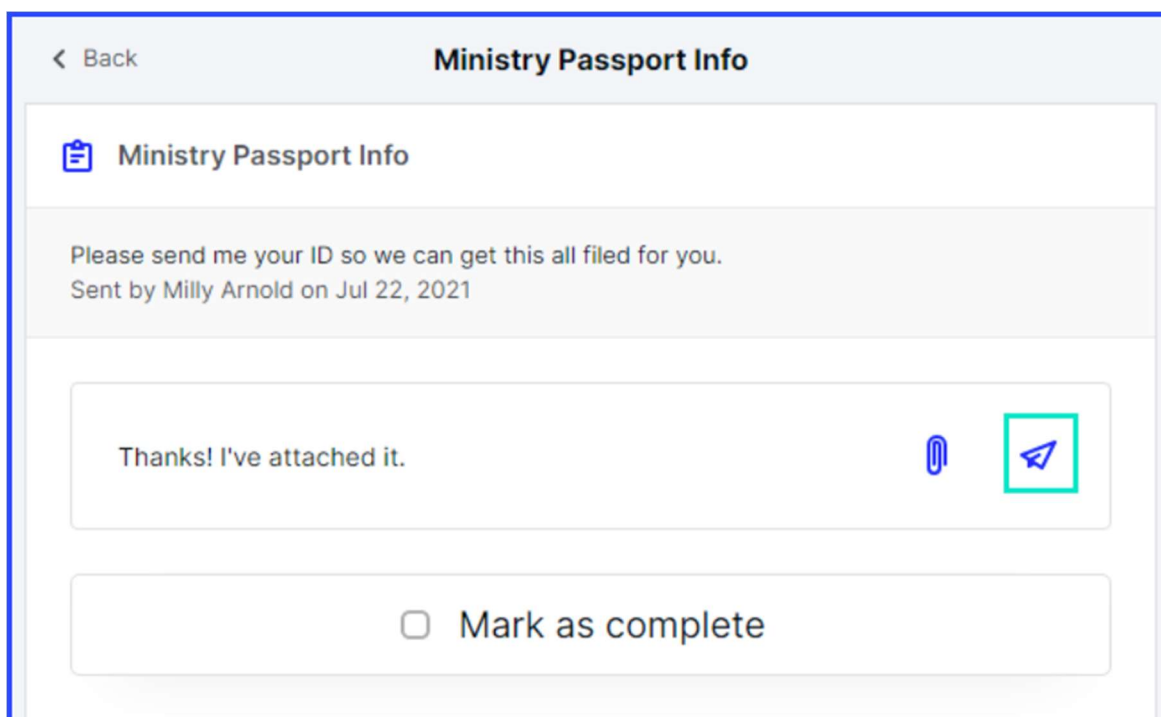 Back
Ministry Passport Info
Ministry Passport Info
Please send me your ID so we can get this all filed for you.
Sent by Milly Arnold on Jul 22, 2021
Thanks! I've attached it.
Mark as complete